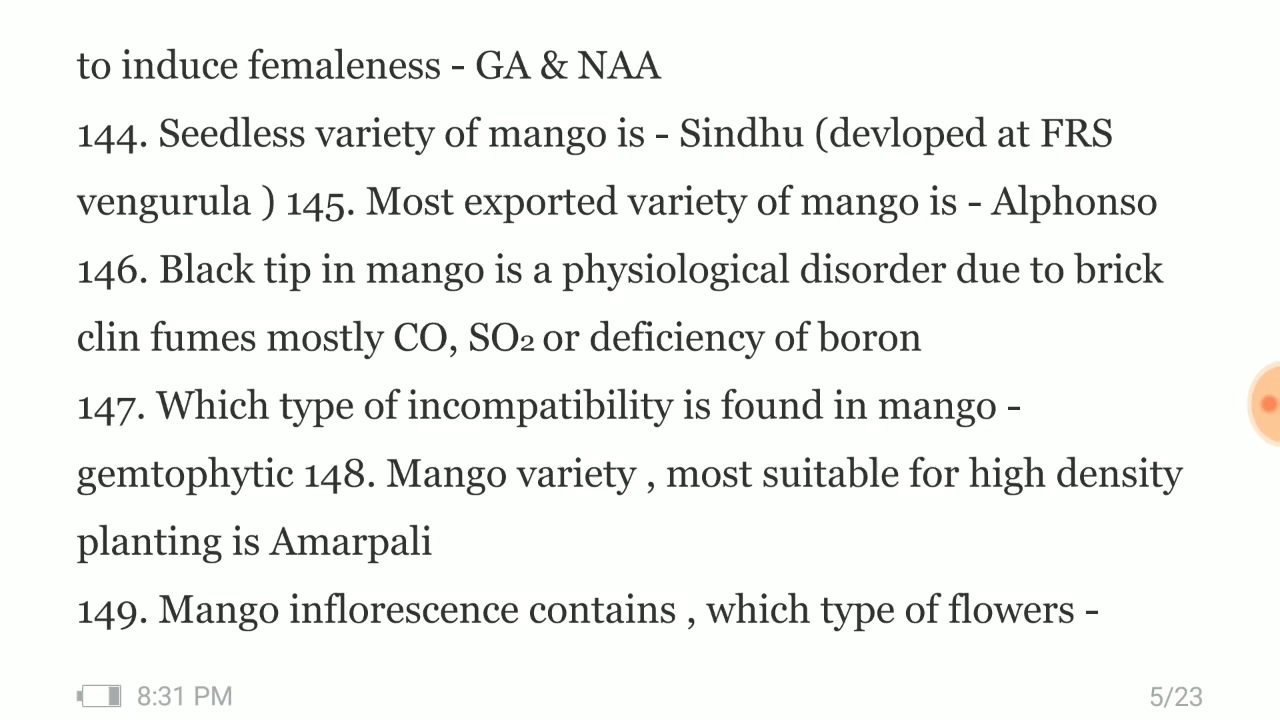 to induce femaleness - GA & NAA
144. Seedless variety of mango is - Sindhu (devloped at FRS
vengurula ) 145. Most exported variety of mango is - Alphonso
146. Black tip in mango is a physiological disorder due to brick
clin fumes mostly CO, SO₂ or deficiency of boron
147. Which type of incompatibility is found in mango -
gemtophytic 148. Mango variety , most suitable for high density
planting is Amarpali
149. Mango inflorescence contains , which type of flowers -
8:31 PM
5/23